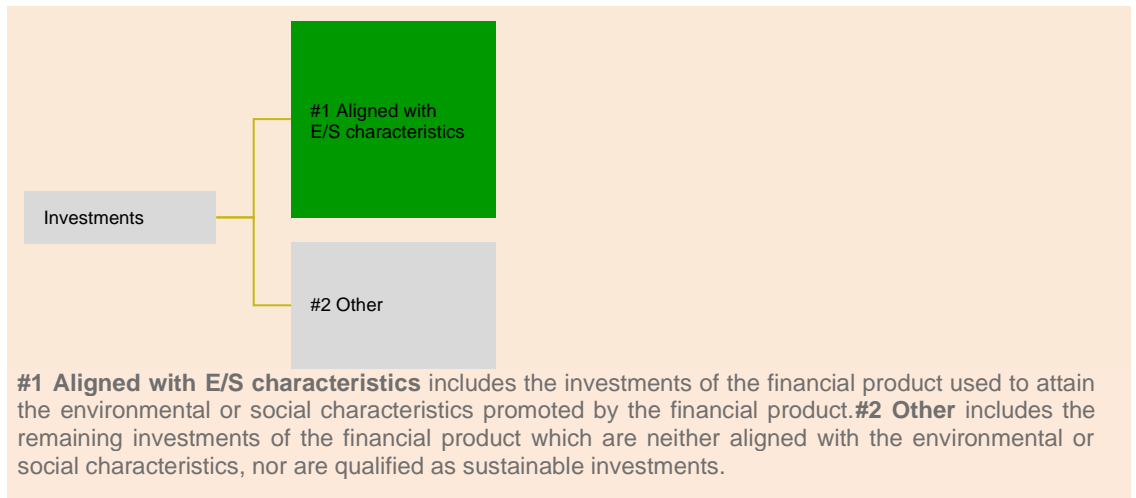 #1 Aligned with
E/S characteristics
Investments
#2 Other
#1 Aligned with E/S characteristics includes the investments of the financial product used to attain
the environmental or social characteristics promoted by the financial product.#2 Other includes the
remaining investments of the financial product which are neither aligned with the environmental or
social characteristics, nor are qualified as sustainable investments.